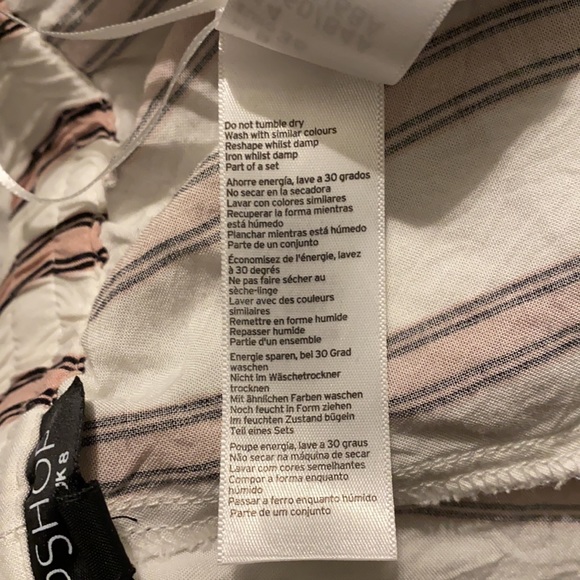 Do not tumble dry
Wash with similar colours
Reshape whilst damp
Iron whilst damp
Part of a set
Ahorre energía, lave a 30 grados
No secar en la secadora
Lavar con colores similares
Recuperar la forma mientras
está húmedo
Planchar mientras está húmedo
Parte de un conjunto
Économisez de l'énergie, lavez
à 30 degrés
Ne pas faire sécher au
sèche-linge
Laver avec des couleurs
similaires
Remettre en forme humide
Repasser humide
Partie d'un ensemble
Energie sparen, bei 30 Grad
waschen
Nicht im Wäschetrockner
trocknen
Mit ähnlichen Farben waschen
Noch feucht in Form ziehen
Im feuchten Zustand bügeln
Teil eines Sets
Poupe energia, lave a 30 graus
Não secar na máquina de secar
Lavar com cores semelhantes
Compor a forma enquanto
húmido
Passar a ferro enquanto húmido
Parte de um conjunto
UK 8